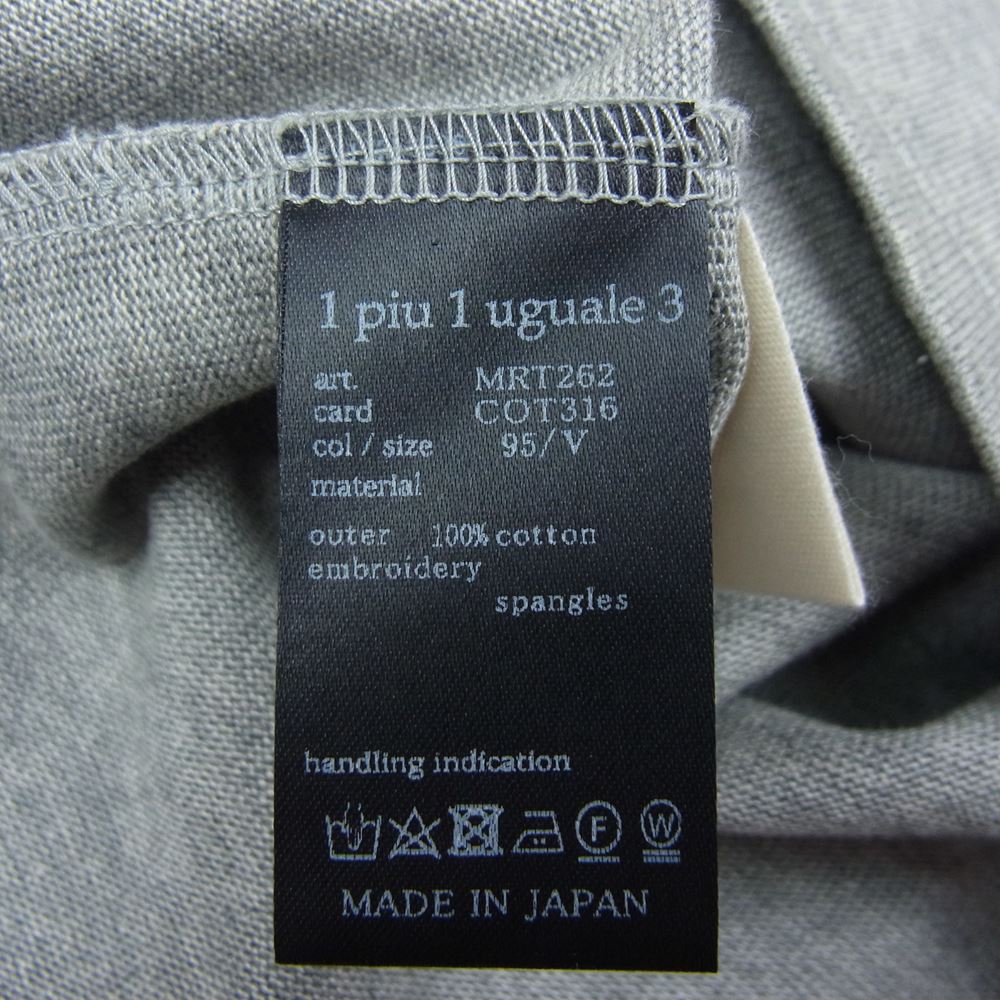 1 piu 1 uguale 3
art. MRT262
card COT316
col / size 95/V
material
outer 100% cotton
embroidery
spangles
handling indication
F W
MADE IN JAPAN